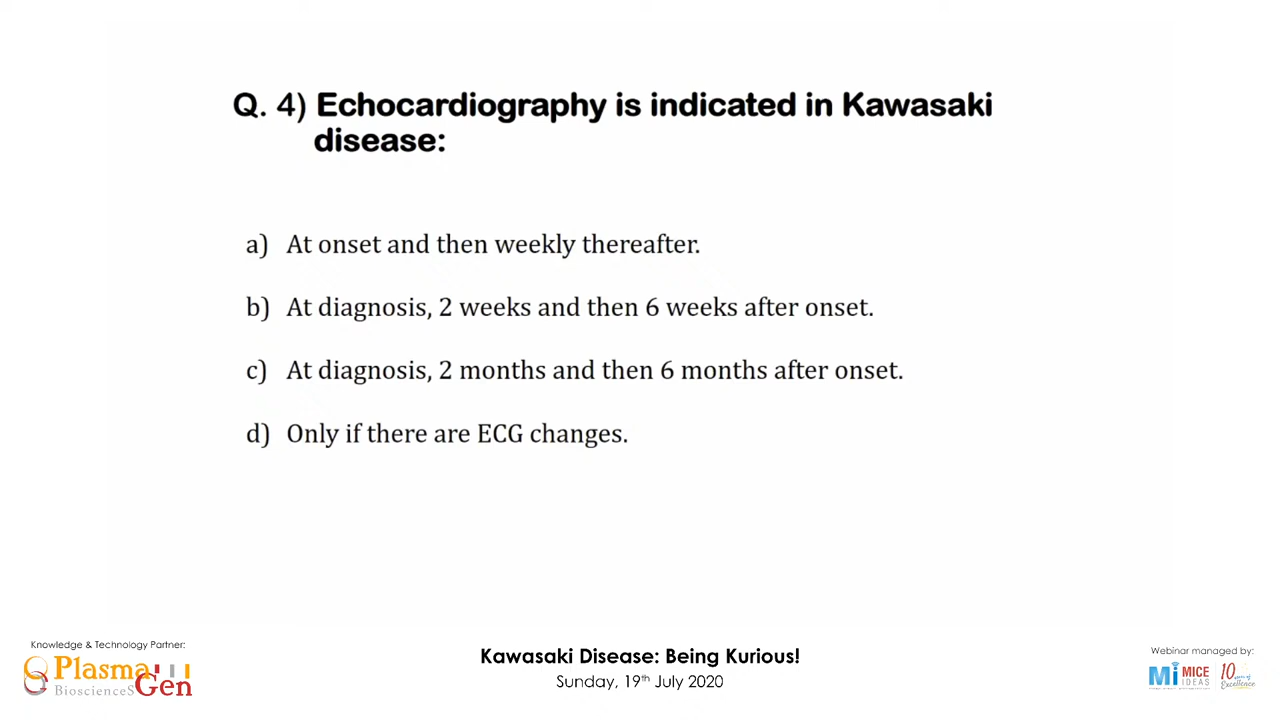 Q. 4) Echocardiography is indicated in Kawasaki
disease:
a) At onset and then weekly thereafter.
b) At diagnosis, 2 weeks and then 6 weeks after onset.
c) At diagnosis, 2 months and then 6 months after onset.
d) Only if there are ECG changes.
Knowledge & Technology Partner:
Plasma
BioscienceS Gen
Kawasaki Disease: Being Kurious!
Sunday, 19th July 2020
Webinar managed by:
Mi MICE
IDEAS
10 years of
Excellence